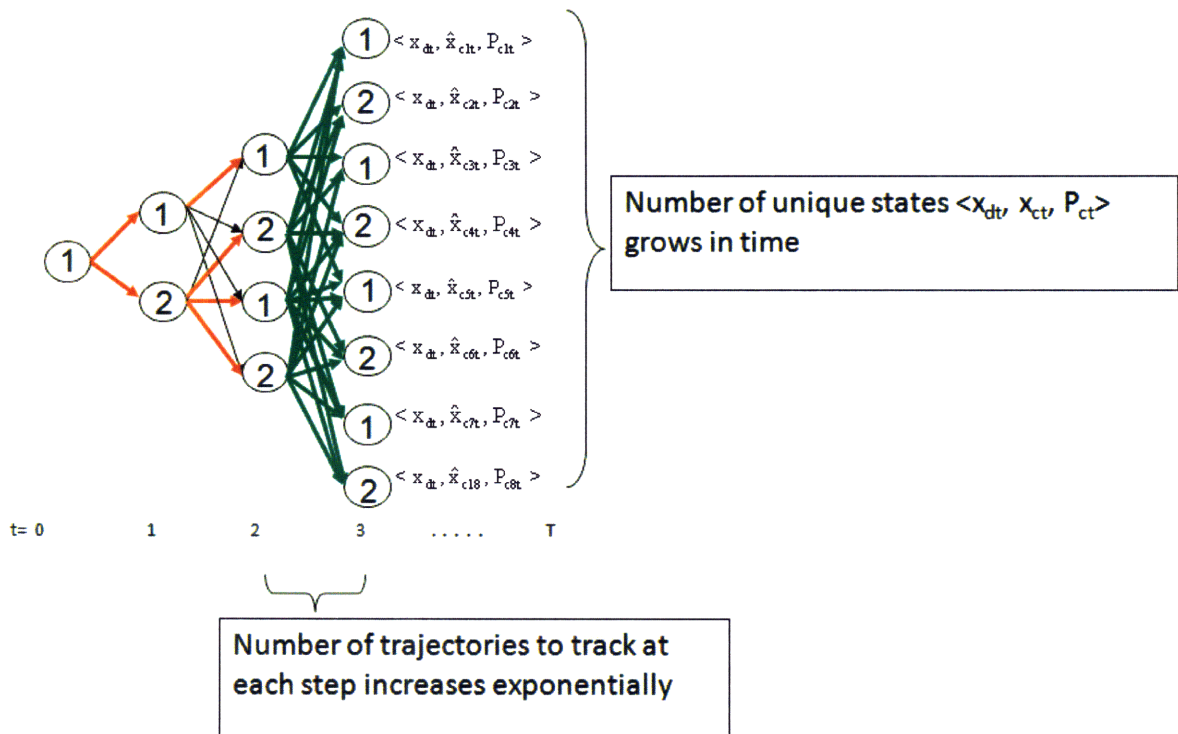 1
< x_dt, x̂_c1t, P_c1t >
2
< x_dt, x̂_c2t, P_c2t >
1
1
< x_dt, x̂_c3t, P_c3t >
1
2
2
< x_dt, x̂_c4t, P_c4t >
1
2
1
1
< x_dt, x̂_c5t, P_c5t >
2
2
< x_dt, x̂_c6t, P_c6t >
1
< x_dt, x̂_c7t, P_c7t >
2
< x_dt, x̂_c18, P_c8t >
Number of unique states <x_dt, x_ct, P_ct>
grows in time
t= 0 1 2 3 ..... T
Number of trajectories to track at
each step increases exponentially